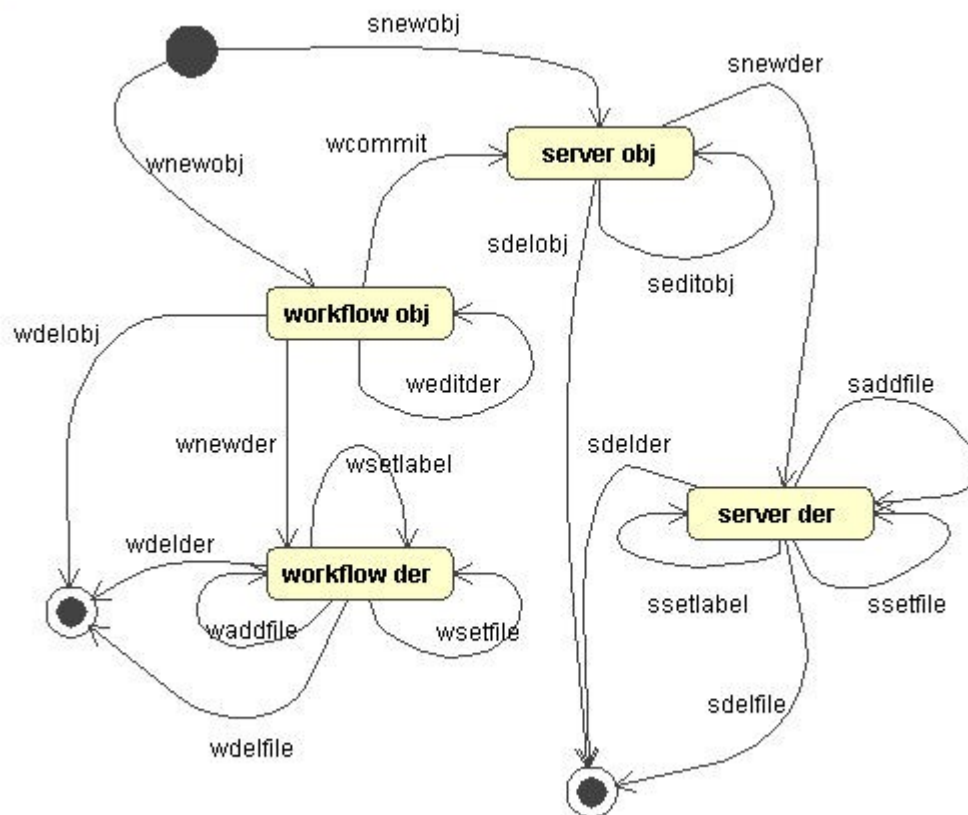 snewobj
snewder
wcommit
server obj
wnewobj
sdelobj
seditobj
workflow obj
wdelobj
weditder
saddfile
wnewder
sdelder
wsetlabel
server der
wdelder
workflow der
ssetlabel
ssetfile
waddfile
wsetfile
sdelfile
wdelfile